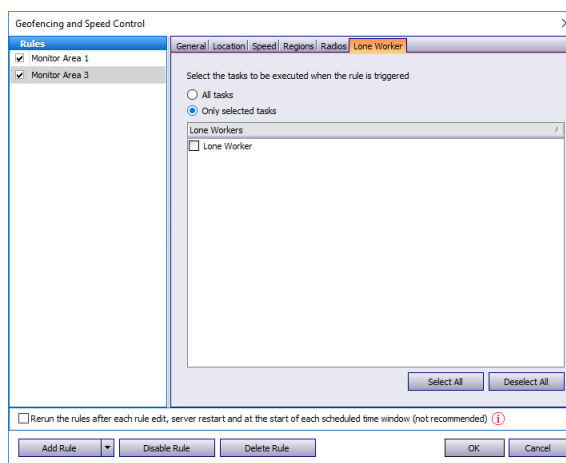 Geofencing and Speed Control
Rules
Monitor Area 1
Monitor Area 3
General Location Speed Regions Radios Lone Worker
Select the tasks to be executed when the rule is triggered
All tasks
Only selected tasks
Lone Workers /
Lone Worker
Select All Deselect All
Rerun the rules after each rule edit, server restart and at the start of each scheduled time window (not recommended) i
Add Rule Disable Rule Delete Rule OK Cancel